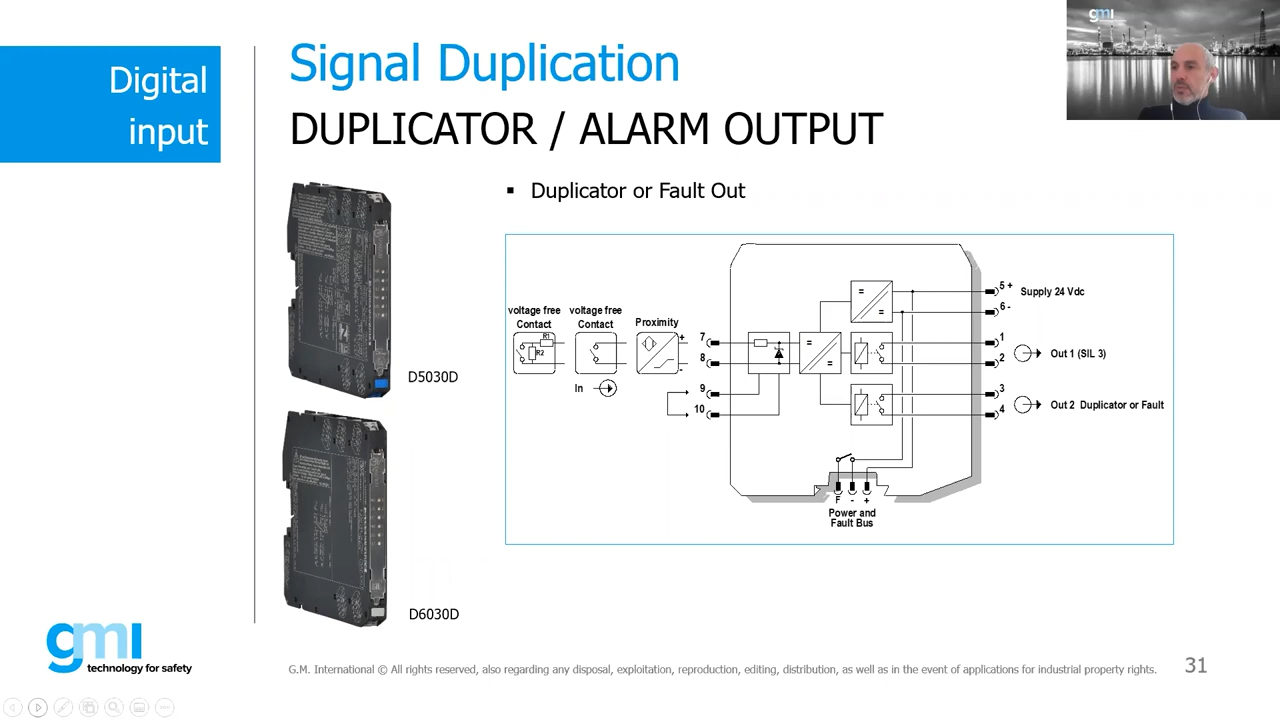 gmi
Digital
input
Signal Duplication
DUPLICATOR / ALARM OUTPUT
▪ Duplicator or Fault Out
D5030D
D6030D
voltage free
Contact
R1
R2
voltage free
Contact
Proximity
+
-
In
7
8
9
10
=
=
=
=
5 +
6 -
Supply 24 Vdc
1
2
Out 1 (SIL 3)
3
4
Out 2 Duplicator or Fault
F - +
Power and
Fault Bus
gmi
technology for safety
G.M. International © All rights reserved, also regarding any disposal, exploitation, reproduction, editing, distribution, as well as in the event of applications for industrial property rights.
31